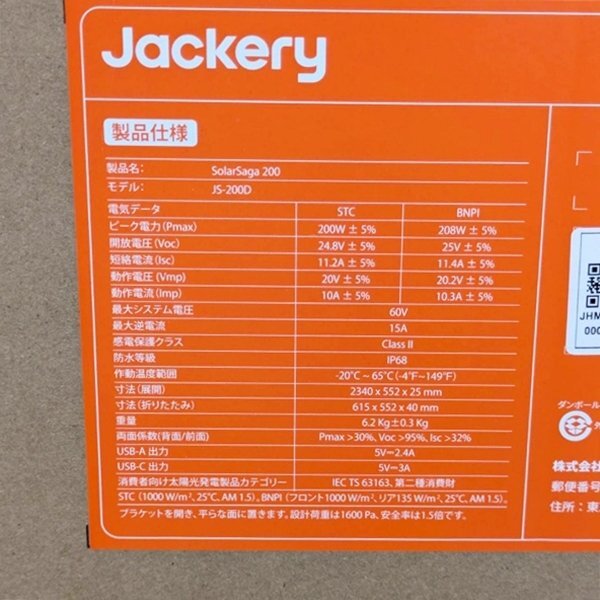 Jackery
製品仕様
製品名: SolarSaga 200
モデル: JS-200D
電気データ STC BNPI
ピーク電力 (Pmax) 200W ± 5% 208W ± 5%
開放電圧 (Voc) 24.8V ± 5% 25V ± 5%
短絡電流 (Isc) 11.2A ± 5% 11.4A ± 5%
動作電圧 (Vmp) 20V ± 5% 20.2V ± 5%
動作電流 (Imp) 10A ± 5% 10.3A ± 5%
最大システム電圧 60V
最大逆電流 15A
感電保護クラス Class II
防水等級 IP68
作動温度範囲 -20°C ~ 65°C (-4°F~149°F)
寸法 (展開) 2340 x 552 x 25 mm
寸法 (折りたたみ) 615 x 552 x 40 mm
重量 6.2 Kg±0.3 Kg
両面係数(背面/前面) Pmax >30%, Voc >95%, Isc >32%
USB-A 出力 5V⎓2.4A
USB-C 出力 5V⎓3A
消費者向け太陽光発電製品カテゴリー IEC TS 63163, 第二種消費財
STC (1000 W/m², 25°C, AM 1.5)。BNPI (フロント1000 W/m², リア135 W/m², 25°C, AM 1.5)。
ブラケットを開き、平らな面に置きます。設計荷重は1600 Pa、安全率は1.5倍です。
JHM
000
ダンボール
外
株式会社
郵便番号
住所：東